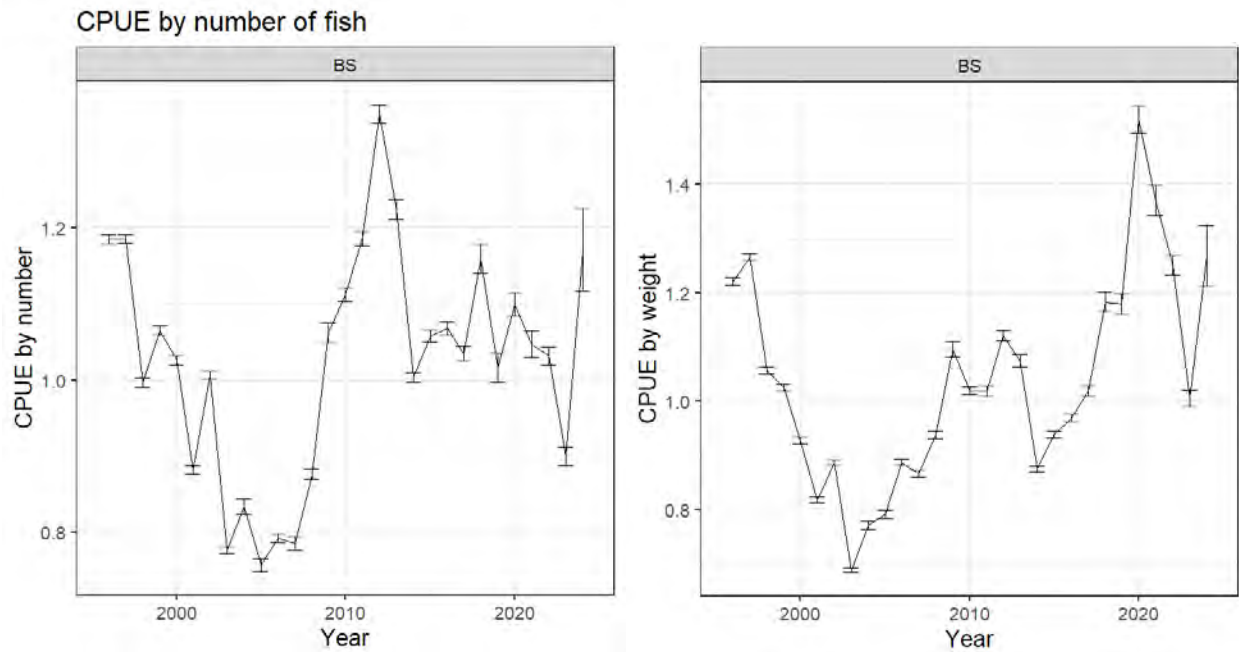 CPUE by number of fish
BS
CPUE by number
1.2
1.0
0.8
2000
2010
2020
Year
BS
CPUE by weight
1.4
1.2
1.0
0.8
2000
2010
2020
Year